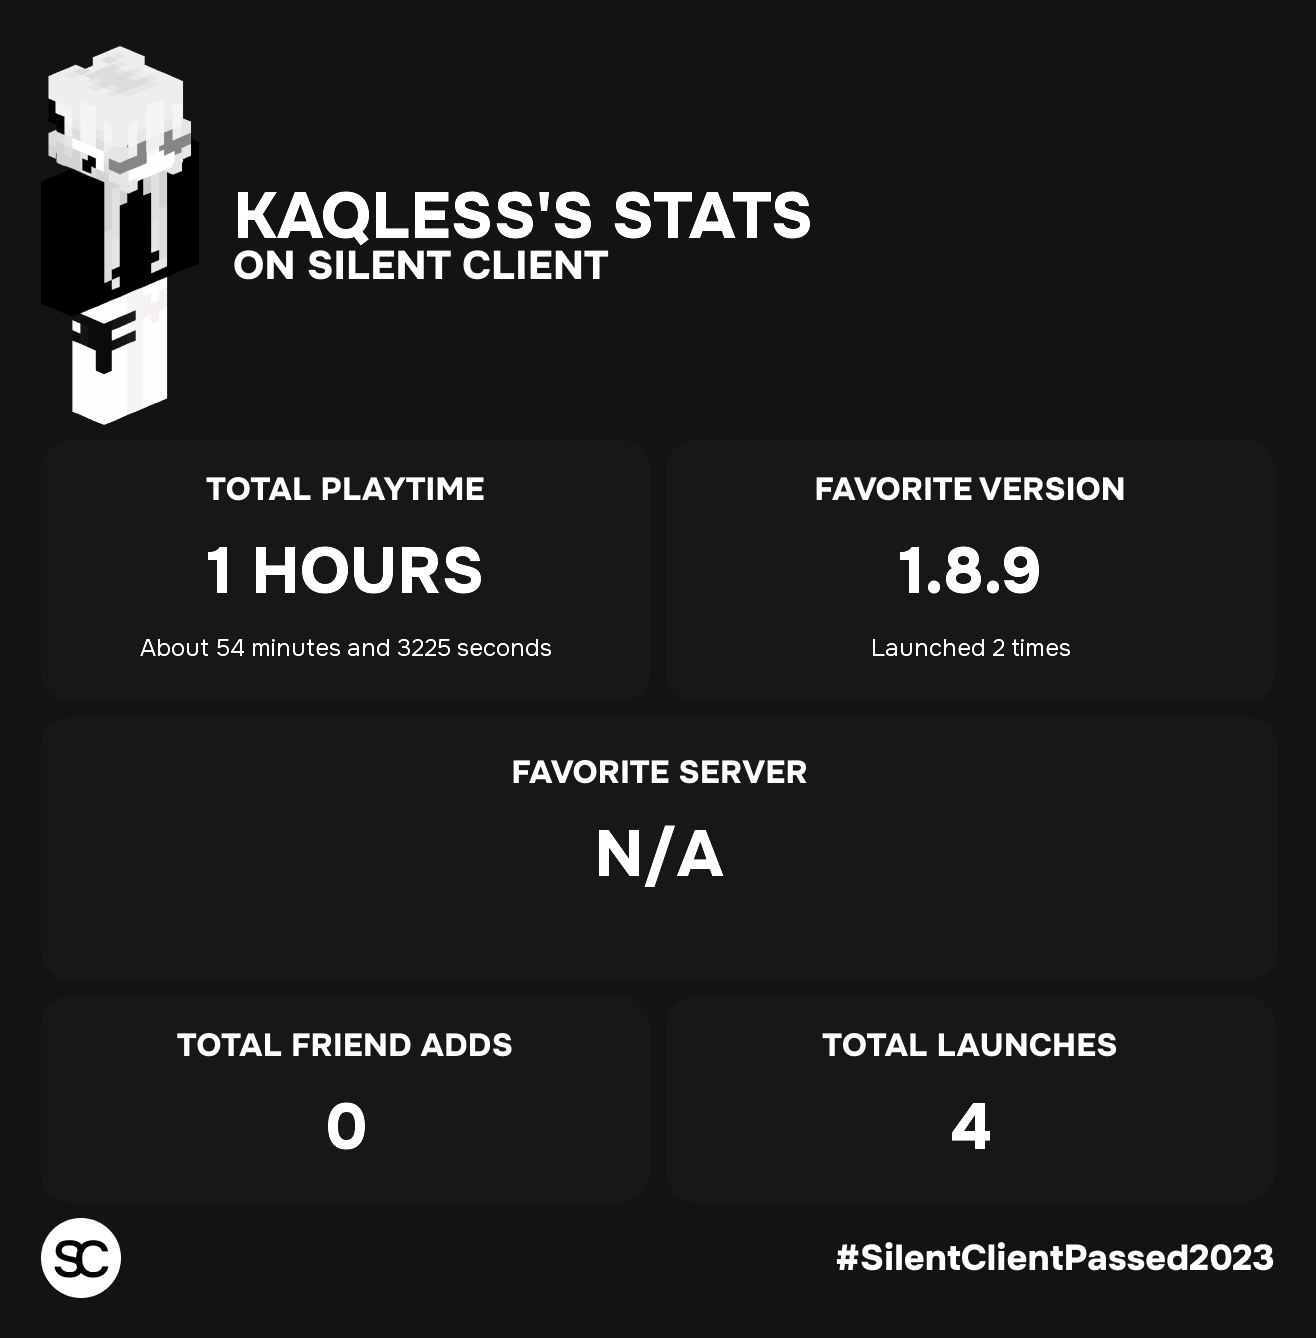 KAQLESS'S STATS
ON SILENT CLIENT
TOTAL PLAYTIME
1 HOURS
About 54 minutes and 3225 seconds
FAVORITE VERSION
1.8.9
Launched 2 times
FAVORITE SERVER
N/A
TOTAL FRIEND ADDS
0
TOTAL LAUNCHES
4
SC
#SilentClientPassed2023